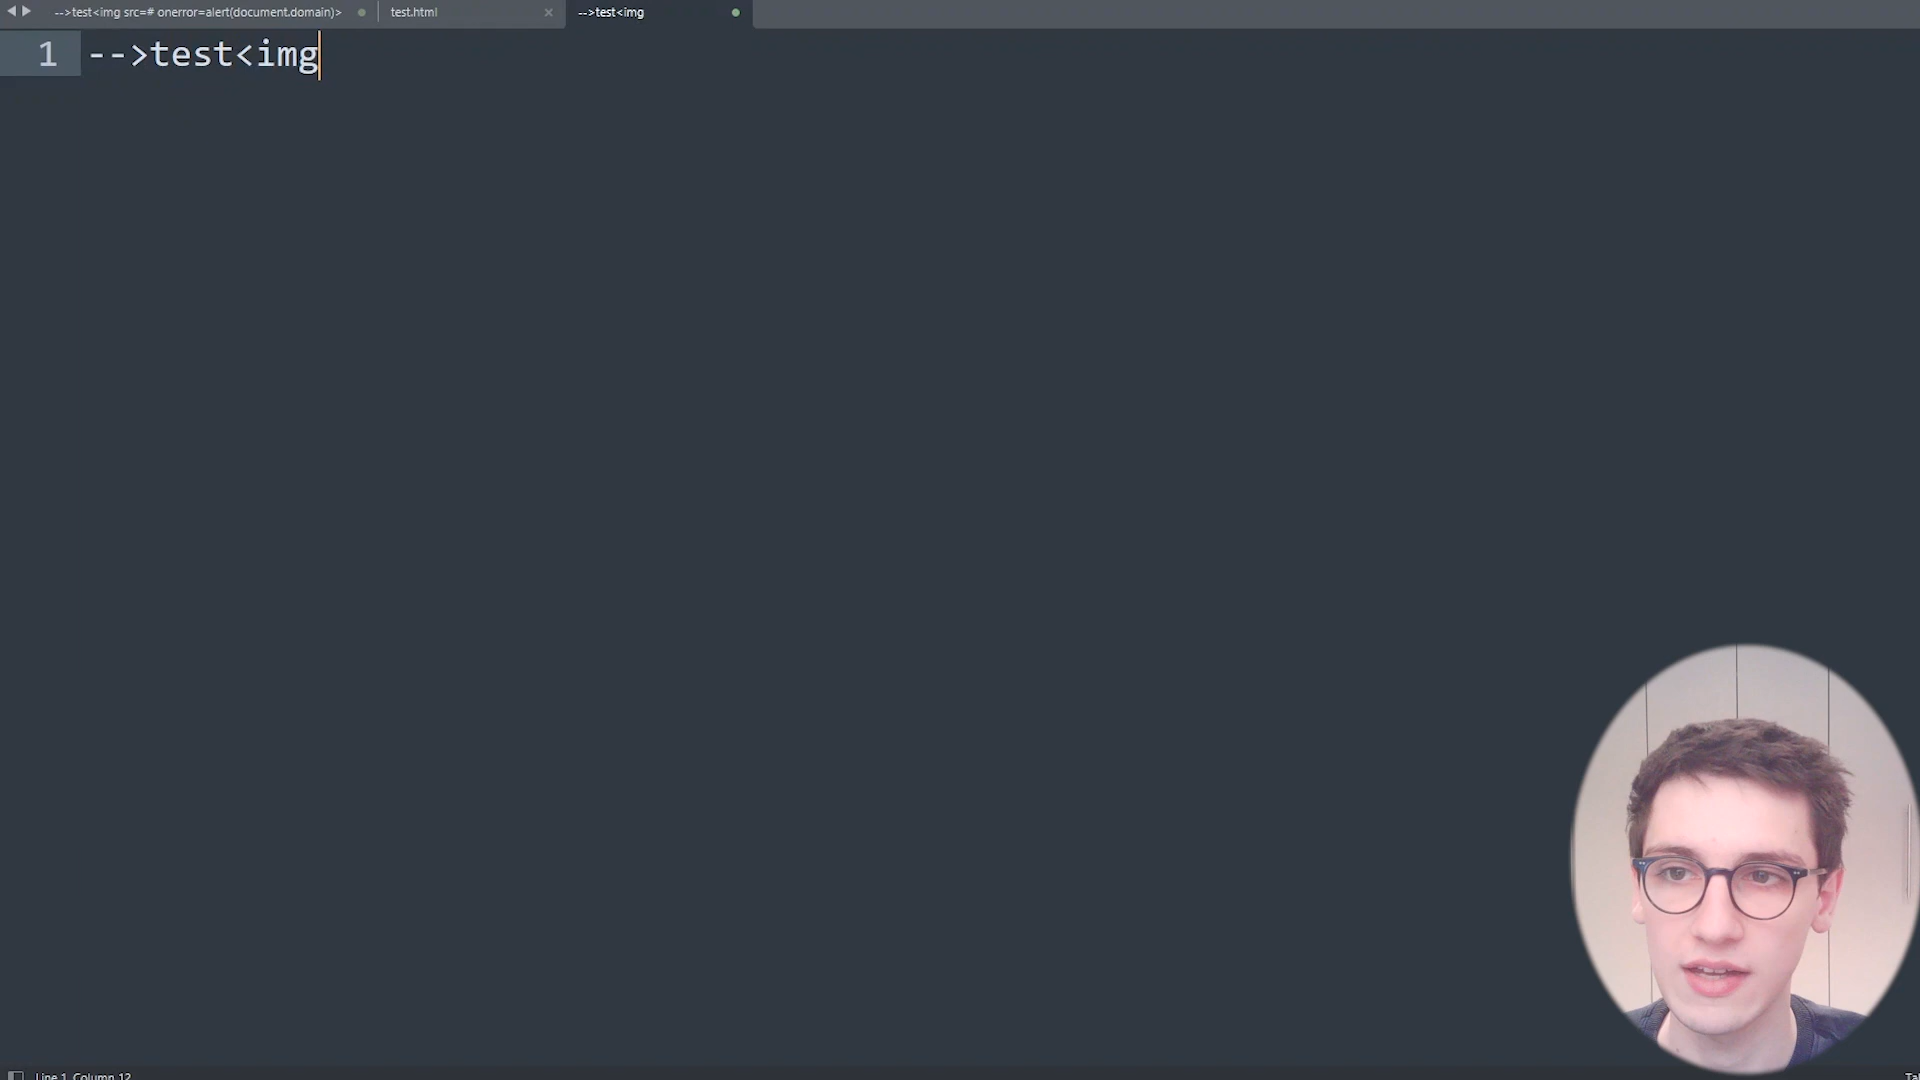 -->test<img src=# onerror=alert(document.domain)>
test.html
-->test<img
1 -->test<img
Line 1, Column 12